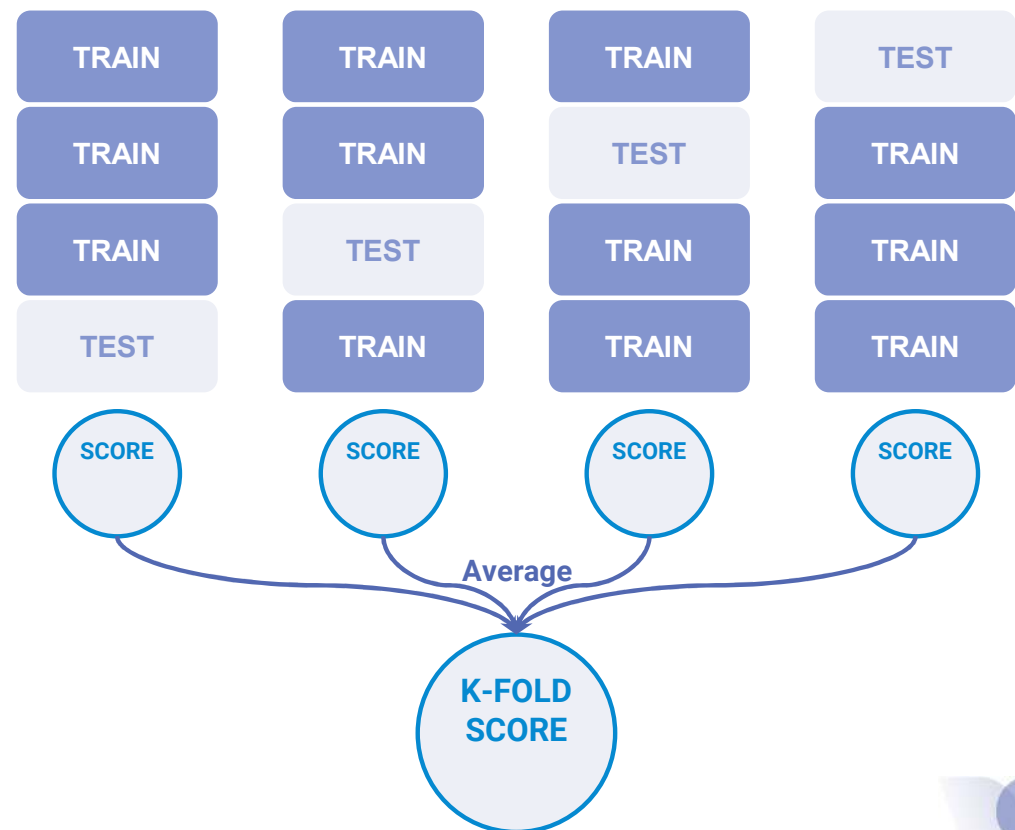 TRAIN TRAIN TRAIN TEST
TRAIN TRAIN TEST TRAIN
TRAIN TEST TRAIN TRAIN
TEST TRAIN TRAIN TRAIN
SCORE SCORE SCORE SCORE
Average
K-FOLD
SCORE